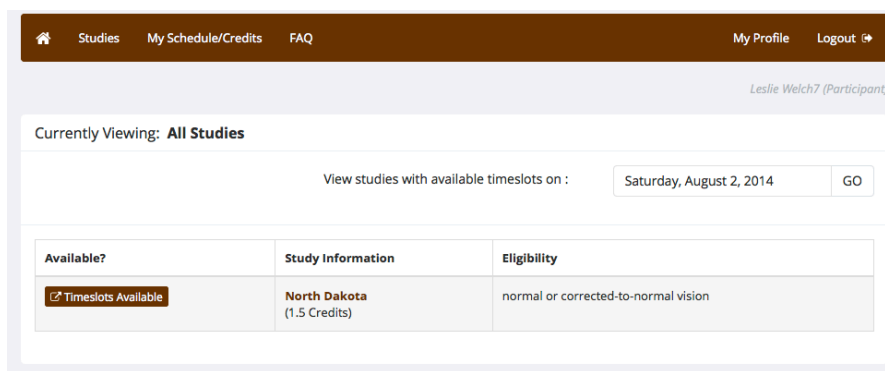 Studies My Schedule/Credits FAQ My Profile Logout
Leslie Welch7 (Participant)
Currently Viewing: All Studies
View studies with available timeslots on : Saturday, August 2, 2014 GO
Available? Study Information Eligibility
Timeslots Available North Dakota normal or corrected-to-normal vision
(1.5 Credits)